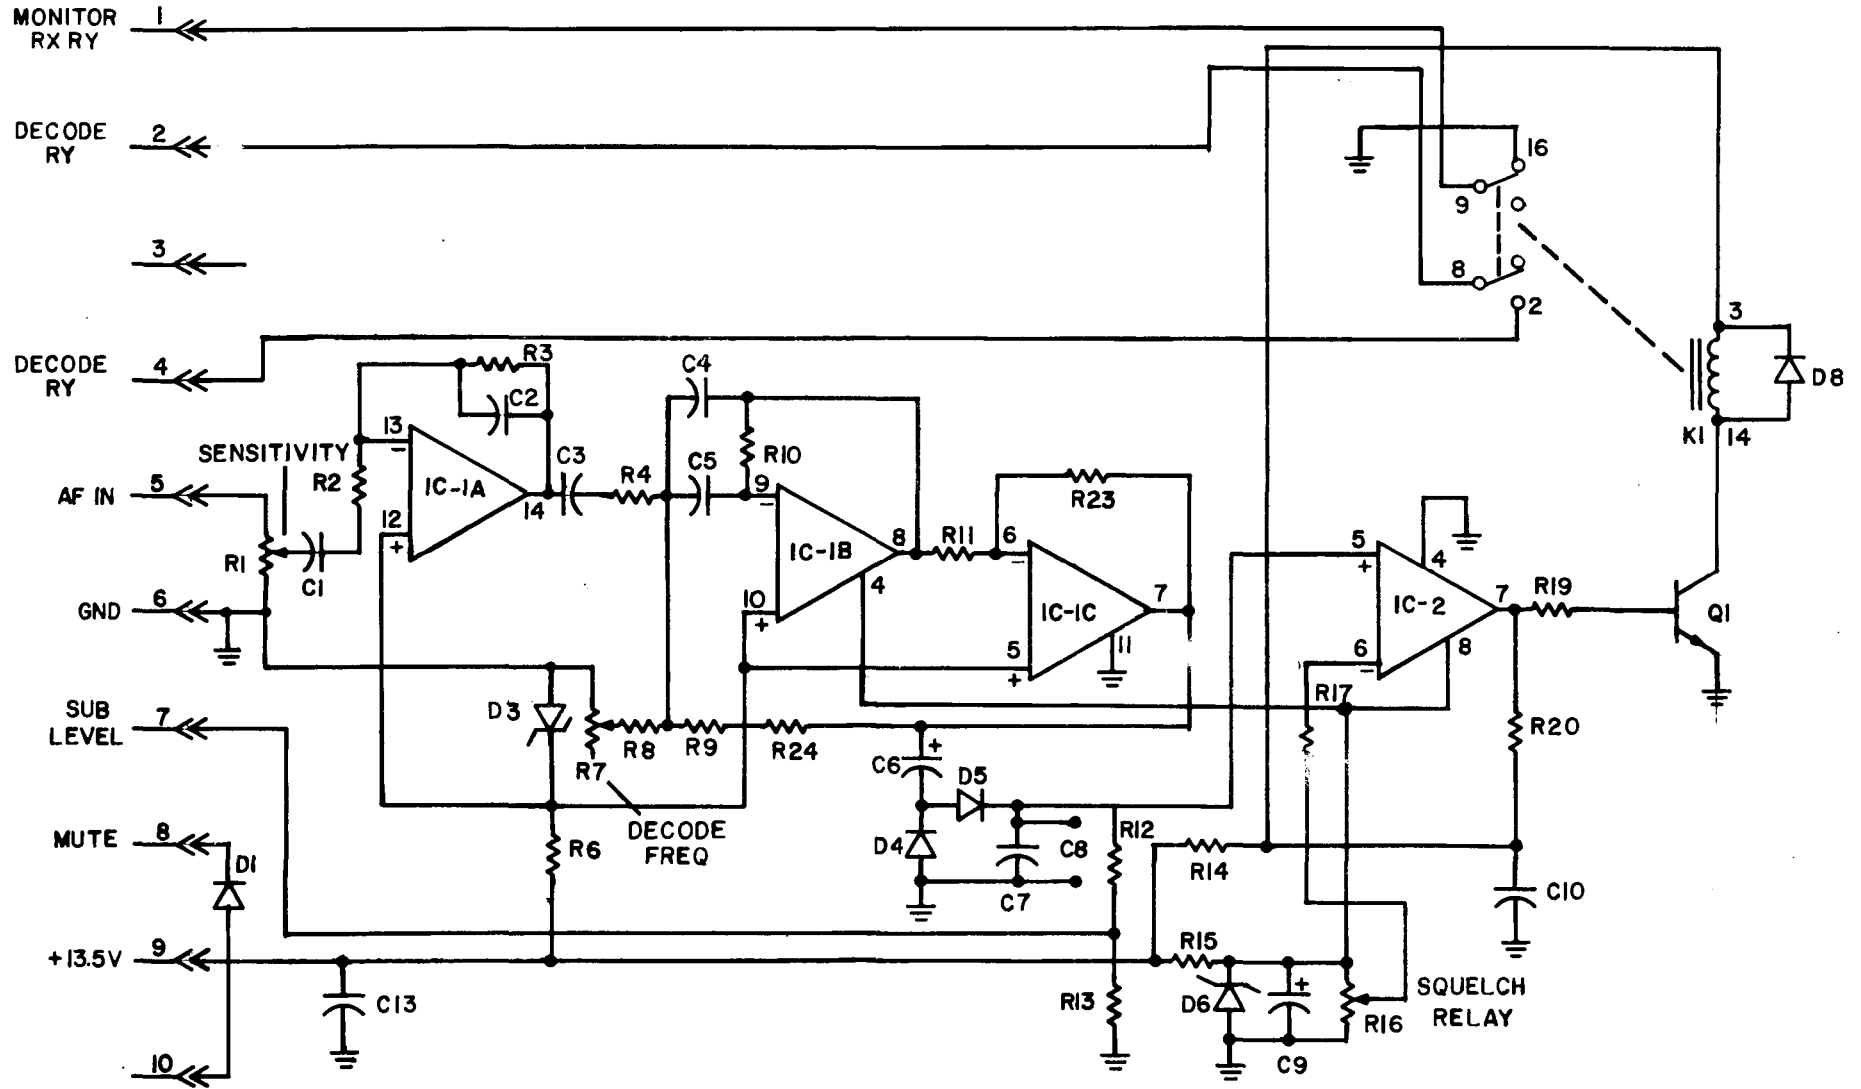 MONITOR
RX RY
1
DECODE
RY
2
3
DECODE
RY
4
AF IN
5
GND
6
SUB
LEVEL
7
MUTE
8
+13.5V
9
10
SENSITIVITY
R1
C1
R2
R3
C2
13
−
12
+
IC-1A
14
C3
R4
C4
C5
R10
9
−
10
+
IC-1B
8
4
R11
R23
6
−
5
+
IC-1C
7
11
D3
R7
R8
R9
R24
DECODE
FREQ
R6
D1
C13
C6
+
D5
D4
C7
C8
R12
R13
R14
R15
D6
+
C9
R16
SQUELCH
RELAY
R17
5
+
6
−
IC-2
4
7
8
R19
R20
C10
Q1
16
9
8
2
3
K1
14
D8